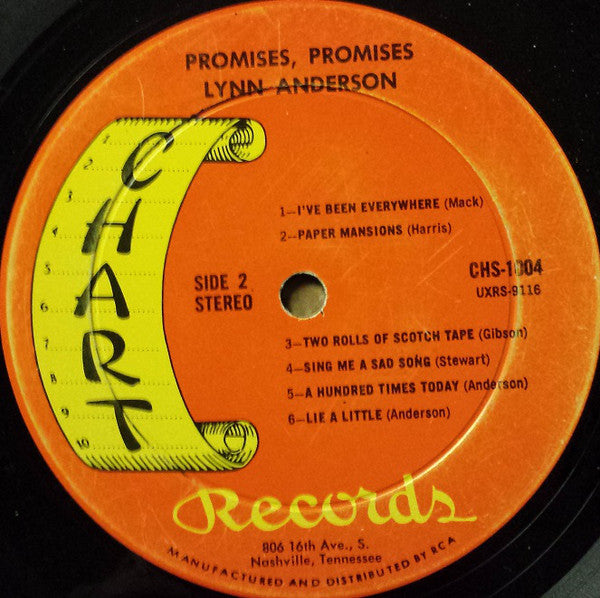 PROMISES, PROMISES
LYNN ANDERSON
1
2
3
4
5
6
7
8
9
10
CHART
1—I'VE BEEN EVERYWHERE (Mack)
2—PAPER MANSIONS (Harris)
SIDE 2
STEREO
CHS-1004
UXRS-9116
3—TWO ROLLS OF SCOTCH TAPE (Gibson)
4—SING ME A SAD SONG (Stewart)
5—A HUNDRED TIMES TODAY (Anderson)
6—LIE A LITTLE (Anderson)
Records
806 16th Ave., S.
Nashville, Tennessee
MANUFACTURED AND DISTRIBUTED BY RCA